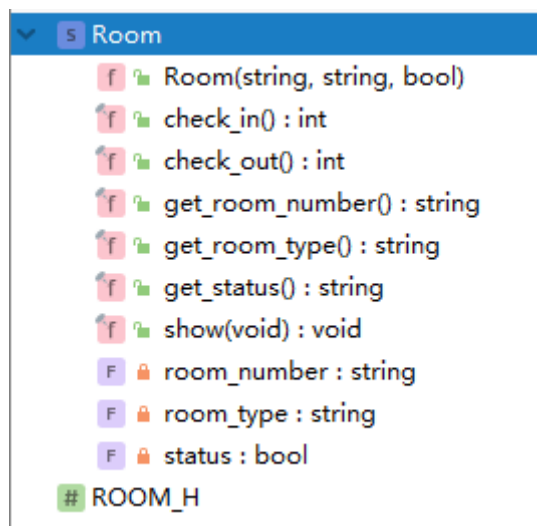 S Room
f Room(string, string, bool)
f check_in() : int
f check_out() : int
f get_room_number() : string
f get_room_type() : string
f get_status() : string
f show(void) : void
F room_number : string
F room_type : string
F status : bool
# ROOM_H